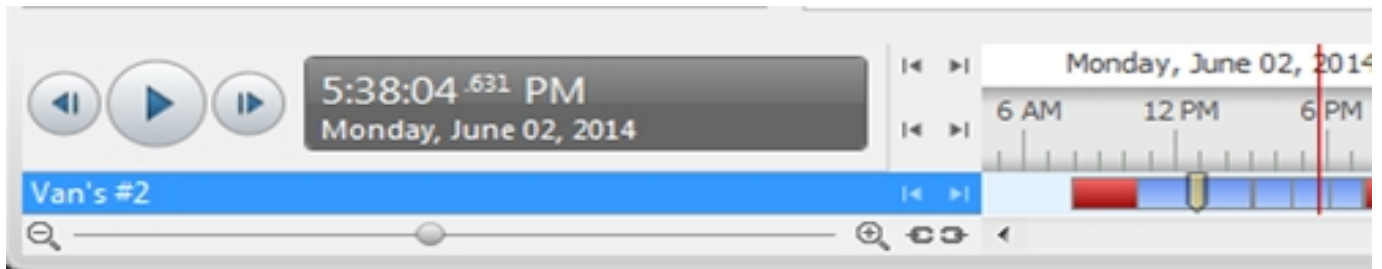 5:38:04 .631 PM
Monday, June 02, 2014
Monday, June 02, 2014
6 AM 12 PM 6 PM
Van's #2